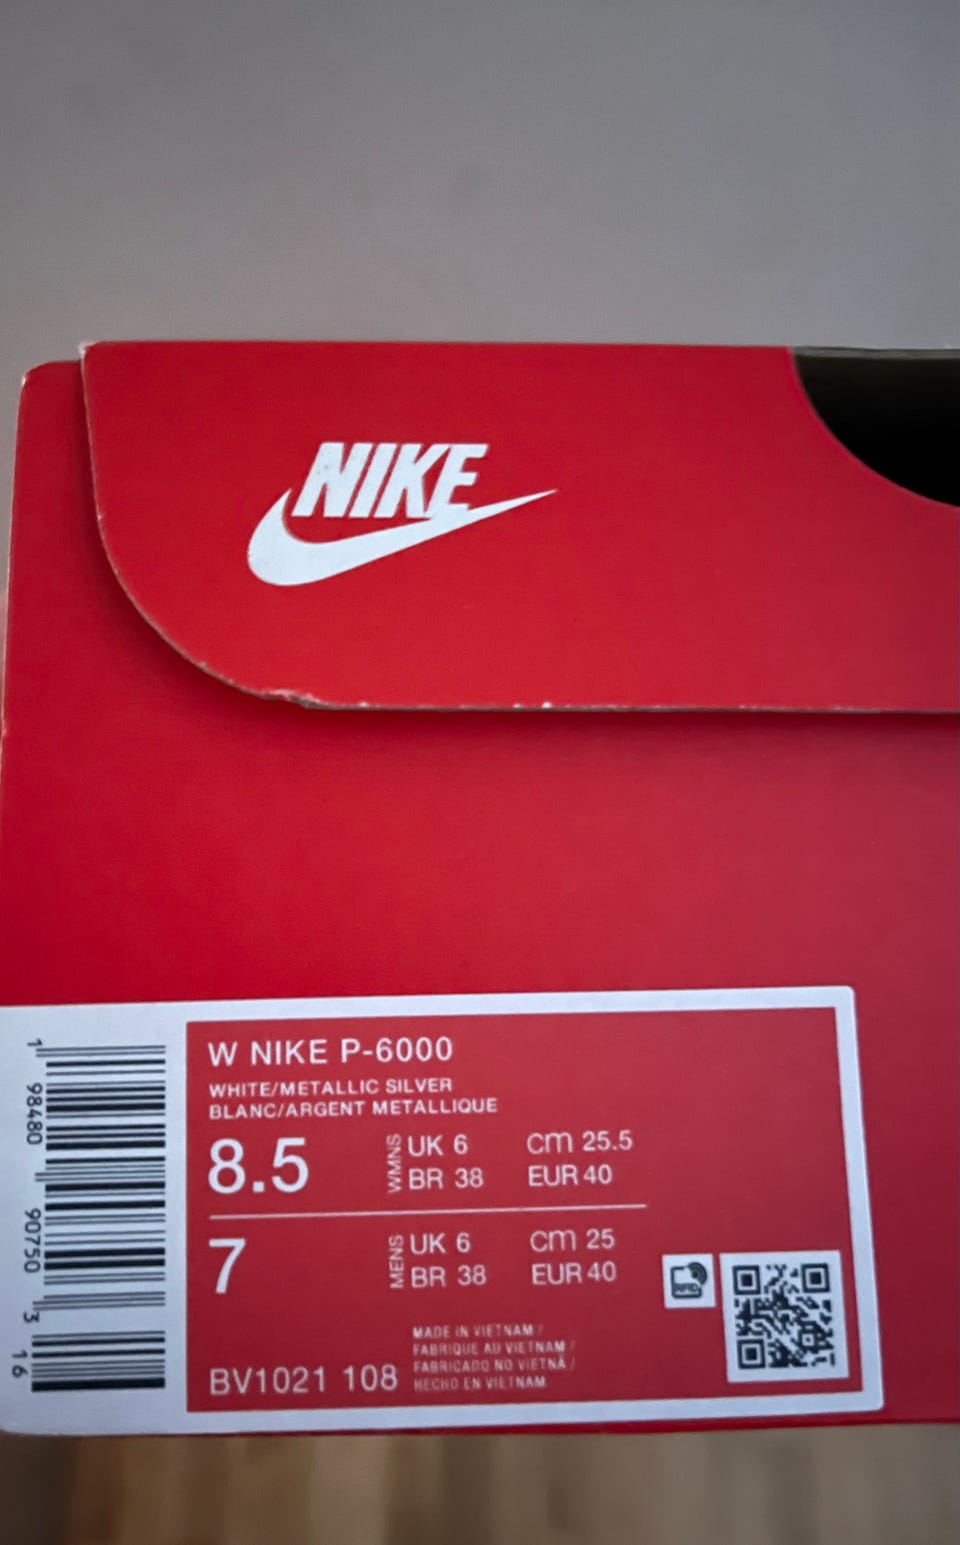 NIKE
W NIKE P-6000
WHITE/METALLIC SILVER
BLANC/ARGENT METALLIQUE
8.5 WMNS UK 6 cm 25.5
BR 38 EUR 40
7 MENS UK 6 cm 25
BR 38 EUR 40
MADE IN VIETNAM /
FABRIQUE AU VIETNAM /
FABRICADO NO VIETNÃ /
HECHO EN VIETNAM
BV1021 108
1 98480 90750 3 16